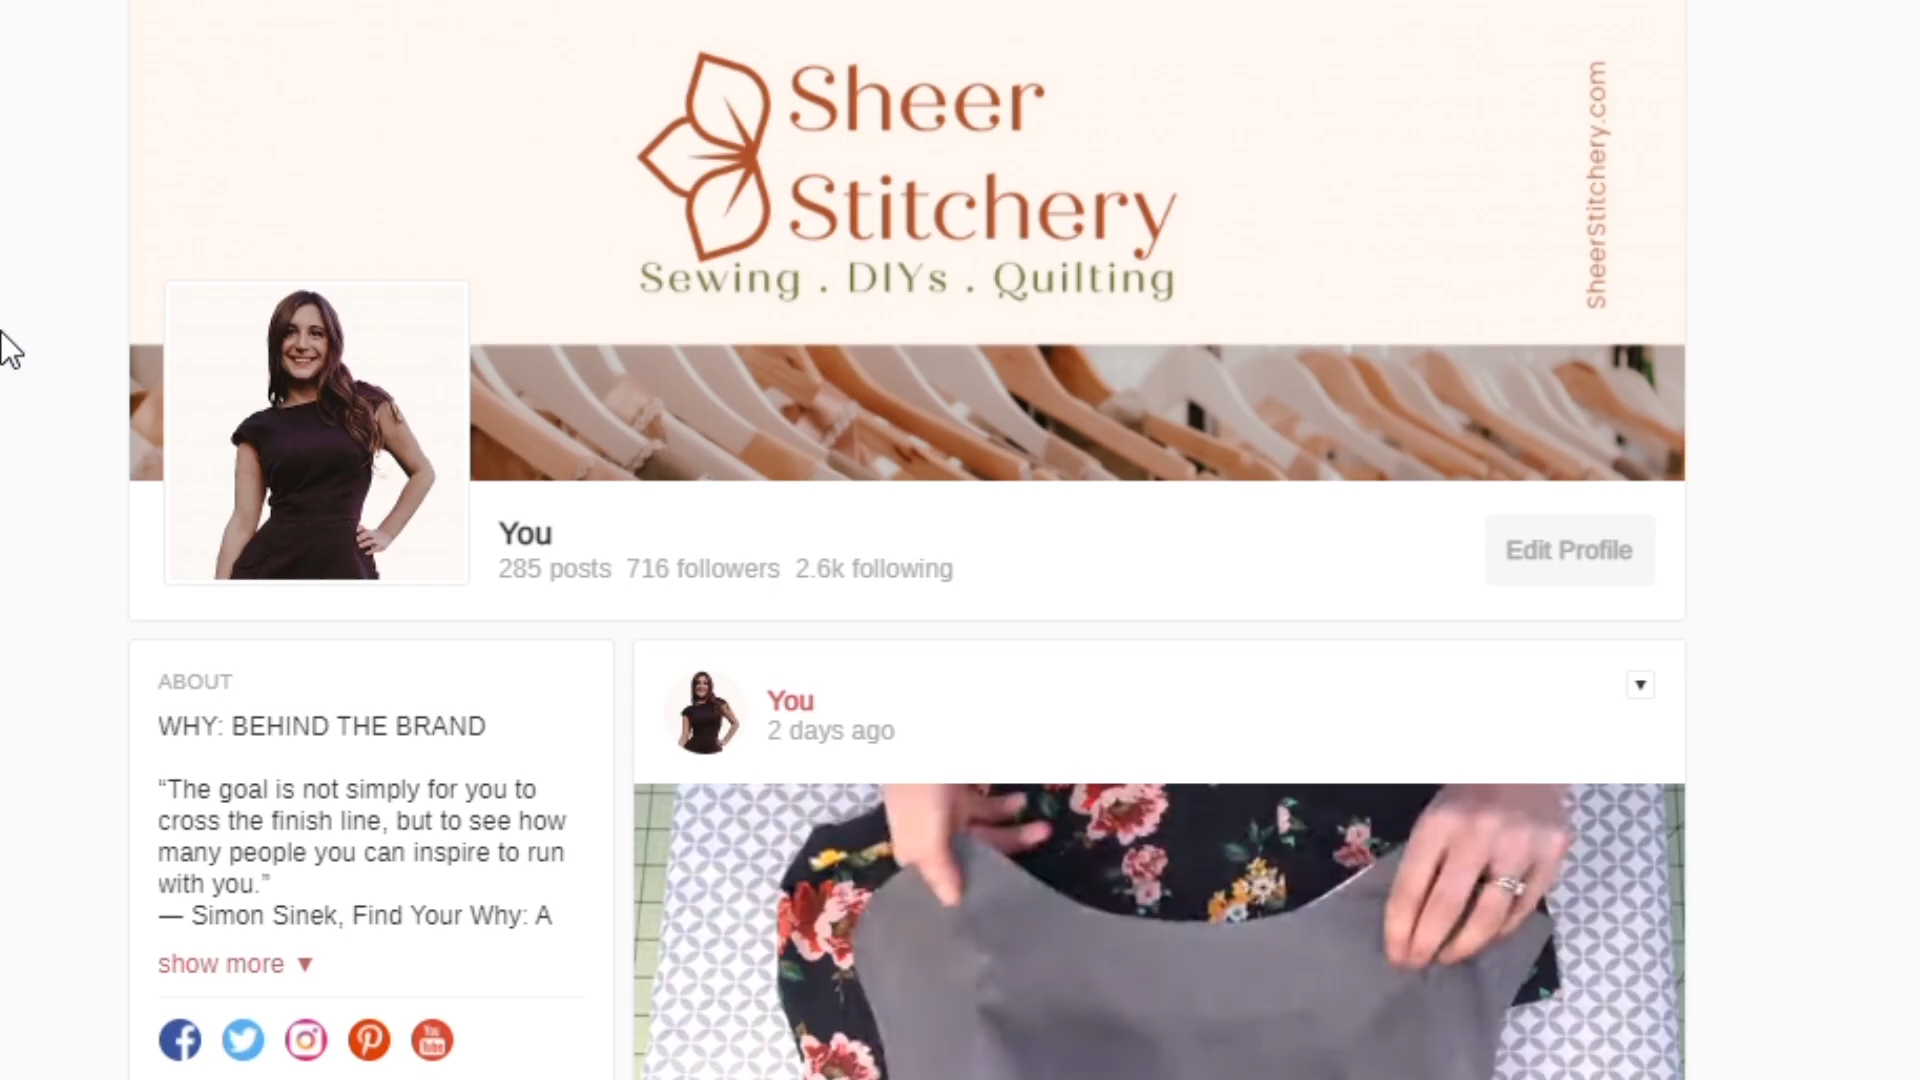 Sheer
Stitchery
Sewing . DIYs . Quilting
SheerStitchery.com
You
285 posts 716 followers 2.6k following
Edit Profile
ABOUT
WHY: BEHIND THE BRAND
“The goal is not simply for you to
cross the finish line, but to see how
many people you can inspire to run
with you.”
— Simon Sinek, Find Your Why: A
show more ▼
You
Tube
You
2 days ago